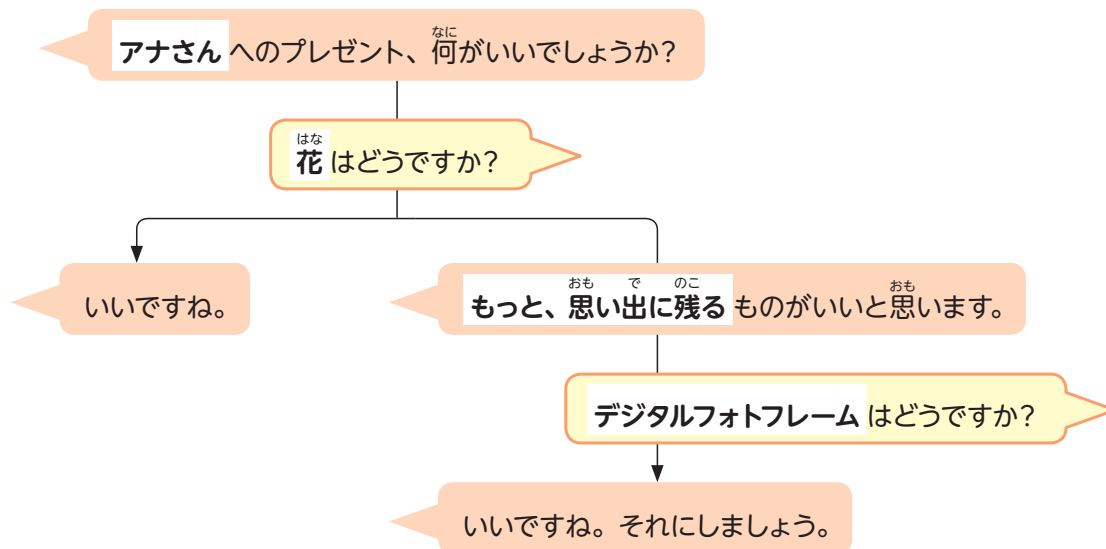 アナさんへのプレゼント、何がいいでしょうか？
花はどうですか？
いいですね。
もっと、思い出に残るものがいいと思います。
デジタルフォトフレームはどうですか？
いいですね。それにしましょう。